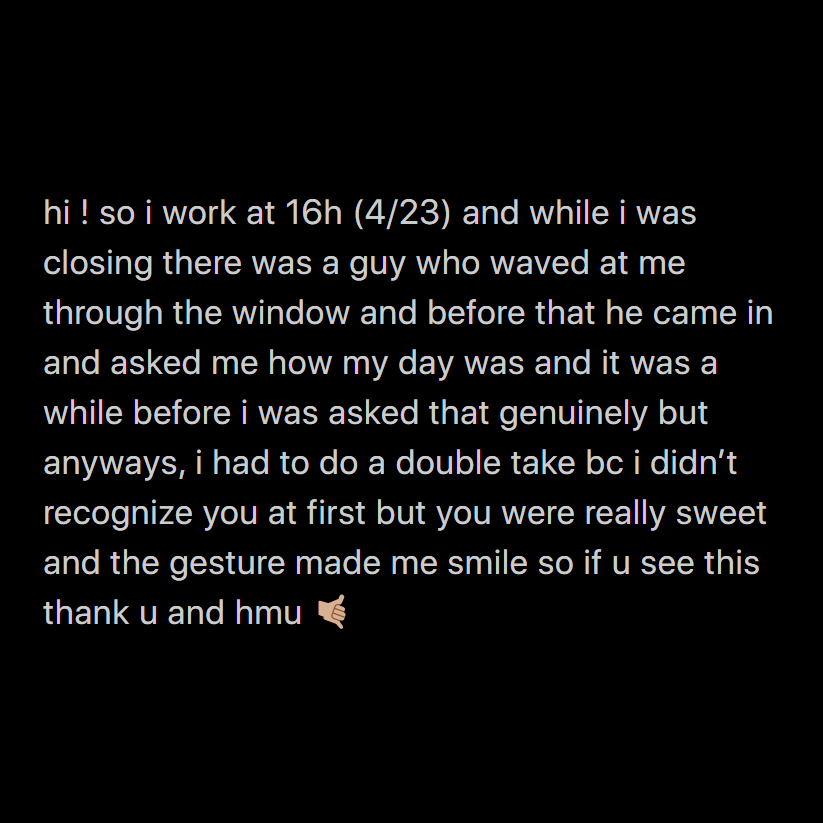 hi ! so i work at 16h (4/23) and while i was
closing there was a guy who waved at me
through the window and before that he came in
and asked me how my day was and it was a
while before i was asked that genuinely but
anyways, i had to do a double take bc i didn’t
recognize you at first but you were really sweet
and the gesture made me smile so if u see this
thank u and hmu 🤙🏼